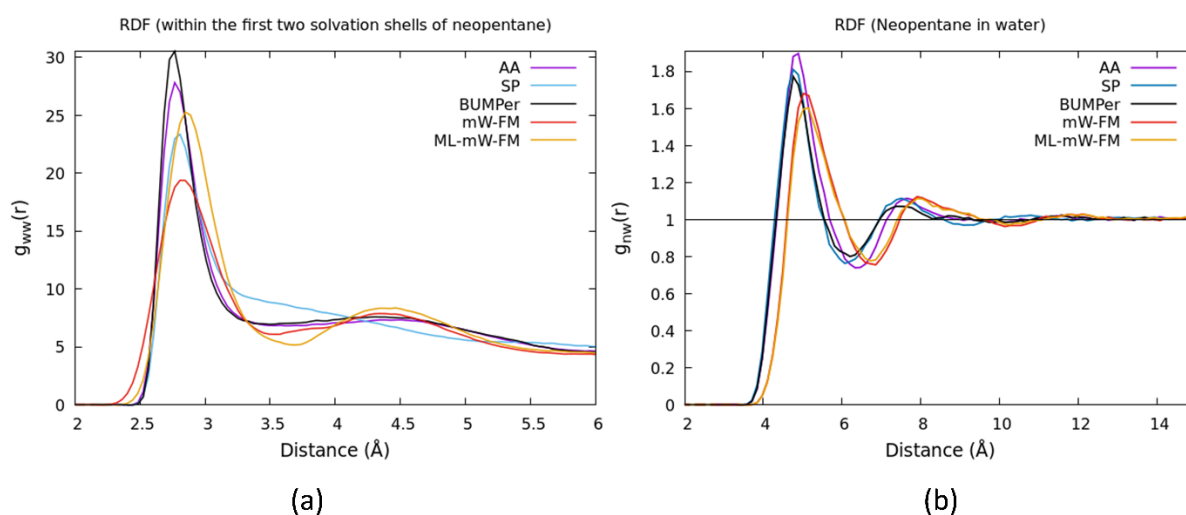 RDF (within the first two solvation shells of neopentane)
30
25
20
15
10
5
0
g_ww(r)
AA
SP
BUMPer
mW-FM
ML-mW-FM
2 2.5 3 3.5 4 4.5 5 5.5 6
Distance (Å)
(a)
RDF (Neopentane in water)
1.8
1.6
1.4
1.2
1
0.8
0.6
0.4
0.2
0
g_nw(r)
AA
SP
BUMPer
mW-FM
ML-mW-FM
2 4 6 8 10 12 14
Distance (Å)
(b)